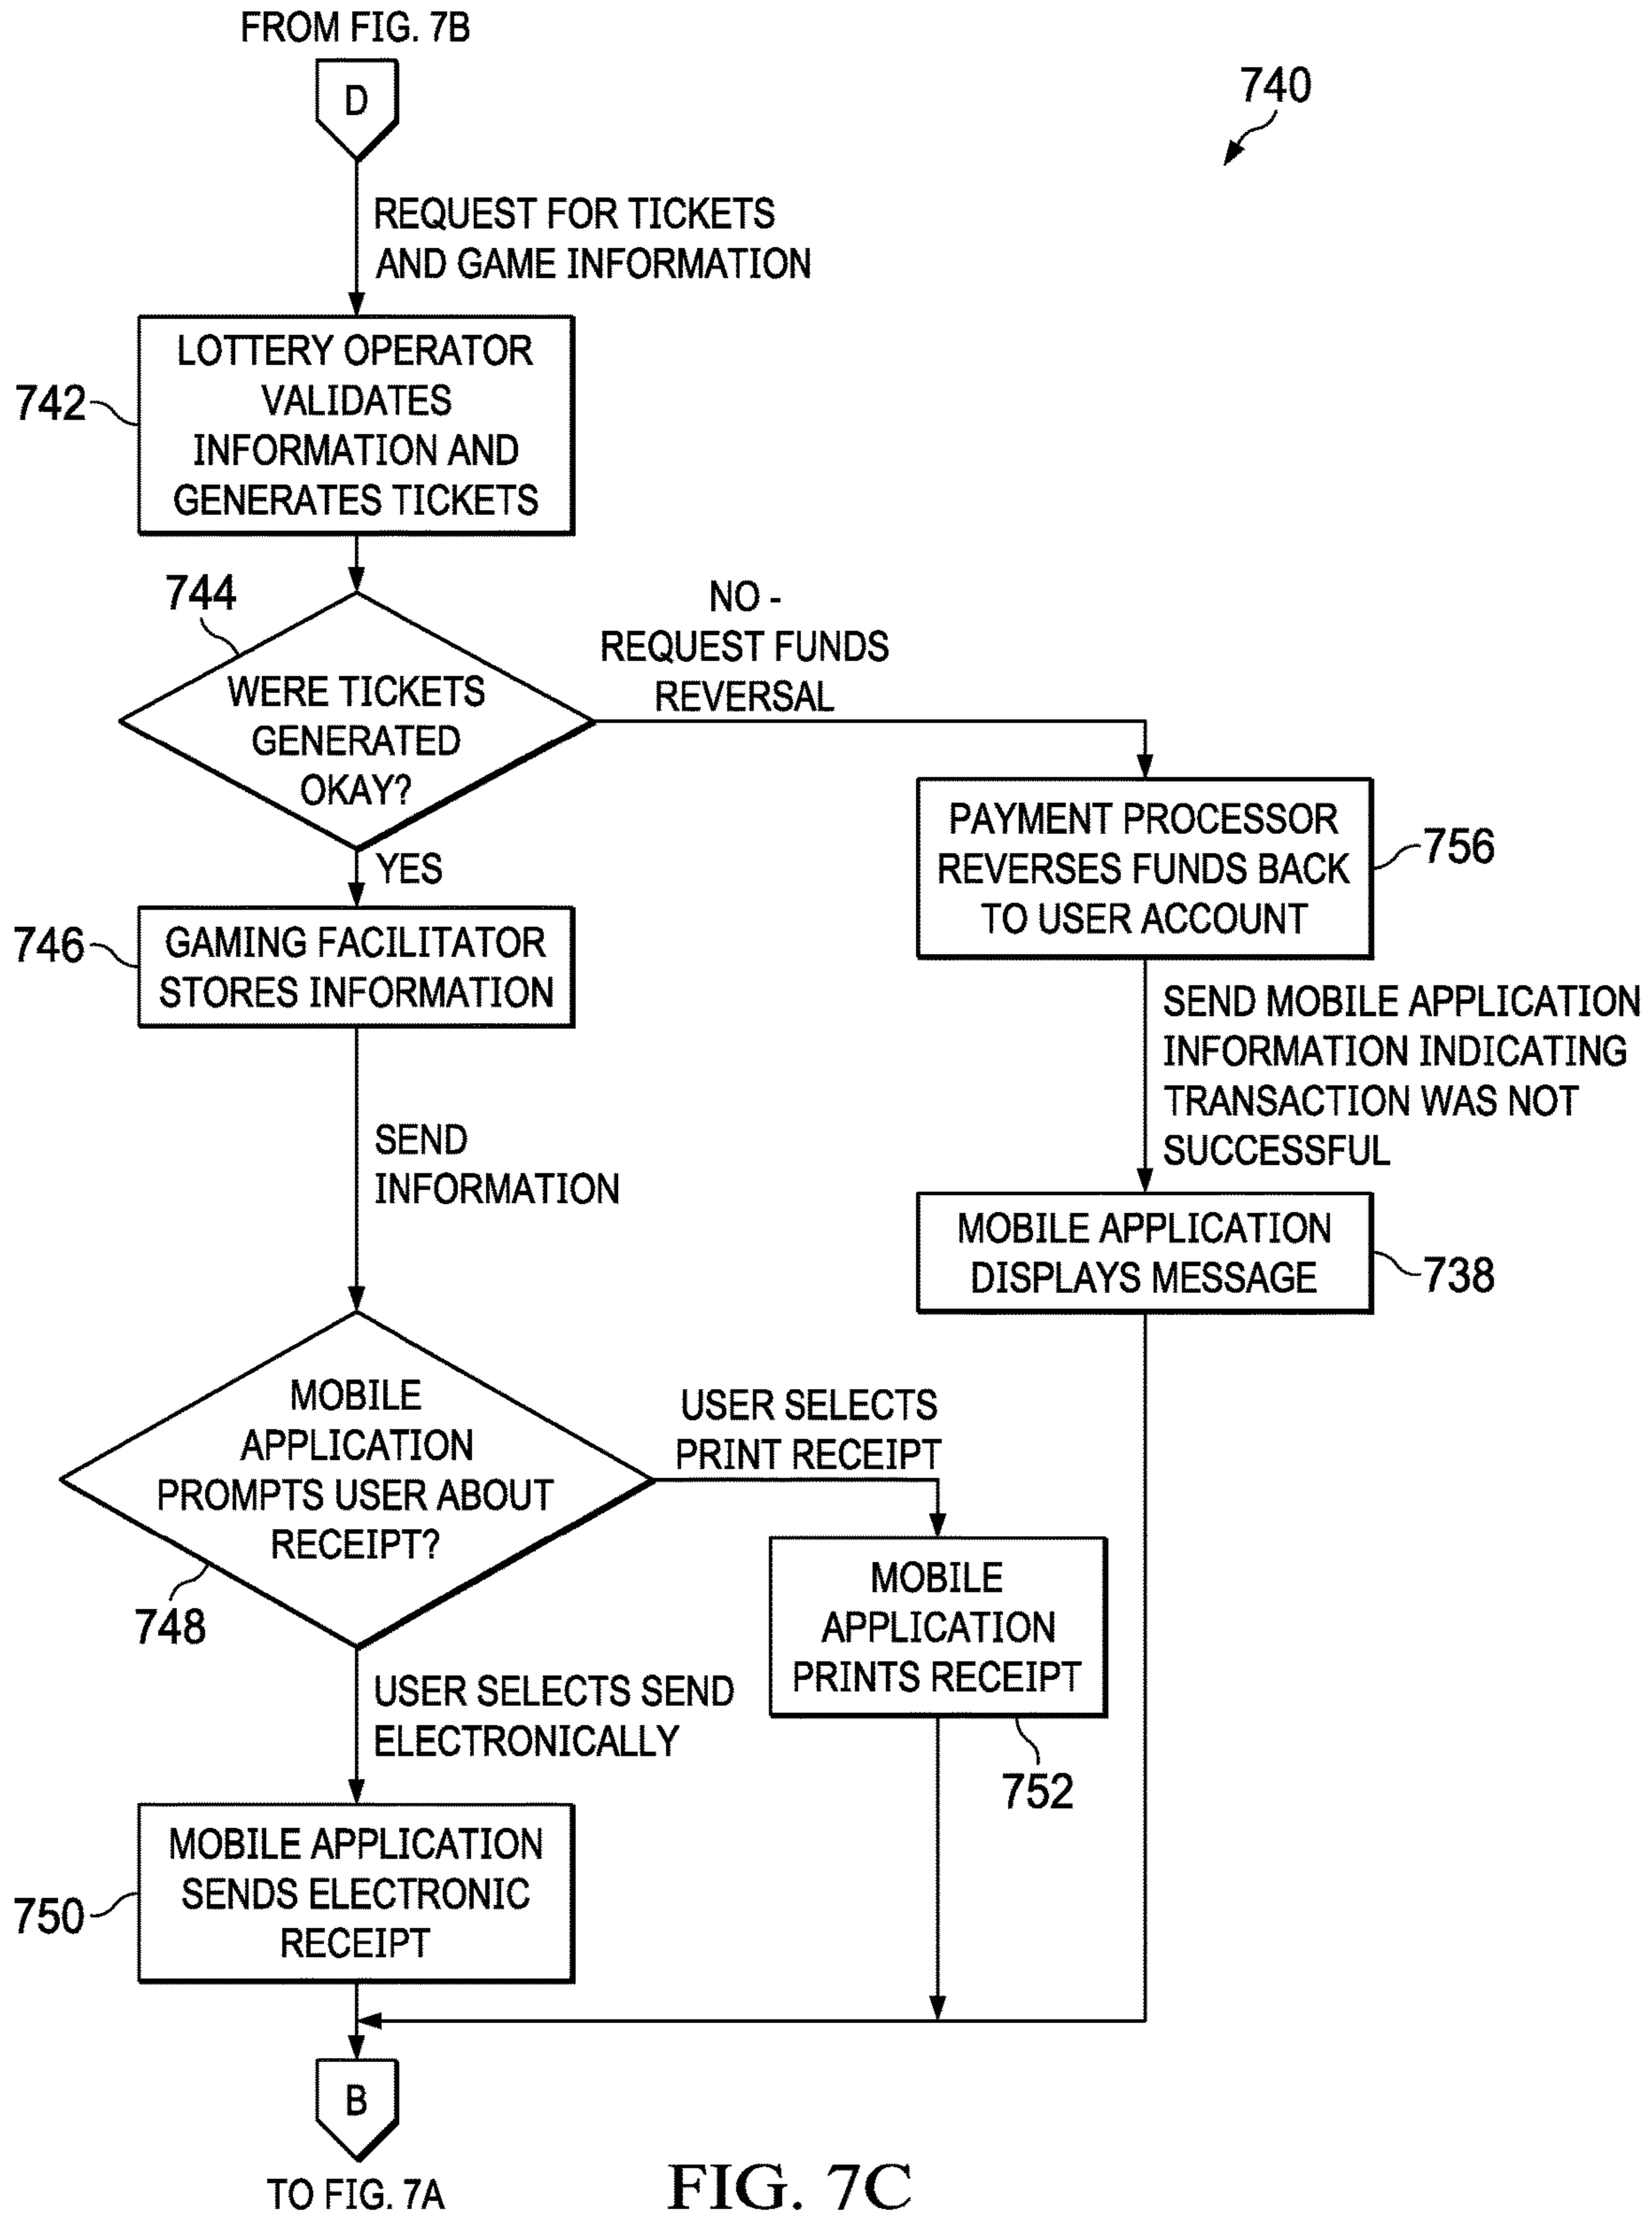 FROM FIG. 7B
D
740
REQUEST FOR TICKETS
AND GAME INFORMATION
742
LOTTERY OPERATOR
VALIDATES
INFORMATION AND
GENERATES TICKETS
744
WERE TICKETS
GENERATED
OKAY?
NO -
REQUEST FUNDS
REVERSAL
YES
PAYMENT PROCESSOR
REVERSES FUNDS BACK
TO USER ACCOUNT
756
746
GAMING FACILITATOR
STORES INFORMATION
SEND MOBILE APPLICATION
INFORMATION INDICATING
TRANSACTION WAS NOT
SUCCESSFUL
SEND
INFORMATION
MOBILE APPLICATION
DISPLAYS MESSAGE
738
MOBILE
APPLICATION
PROMPTS USER ABOUT
RECEIPT?
748
USER SELECTS
PRINT RECEIPT
MOBILE
APPLICATION
PRINTS RECEIPT
752
USER SELECTS SEND
ELECTRONICALLY
750
MOBILE APPLICATION
SENDS ELECTRONIC
RECEIPT
B
TO FIG. 7A
FIG. 7C